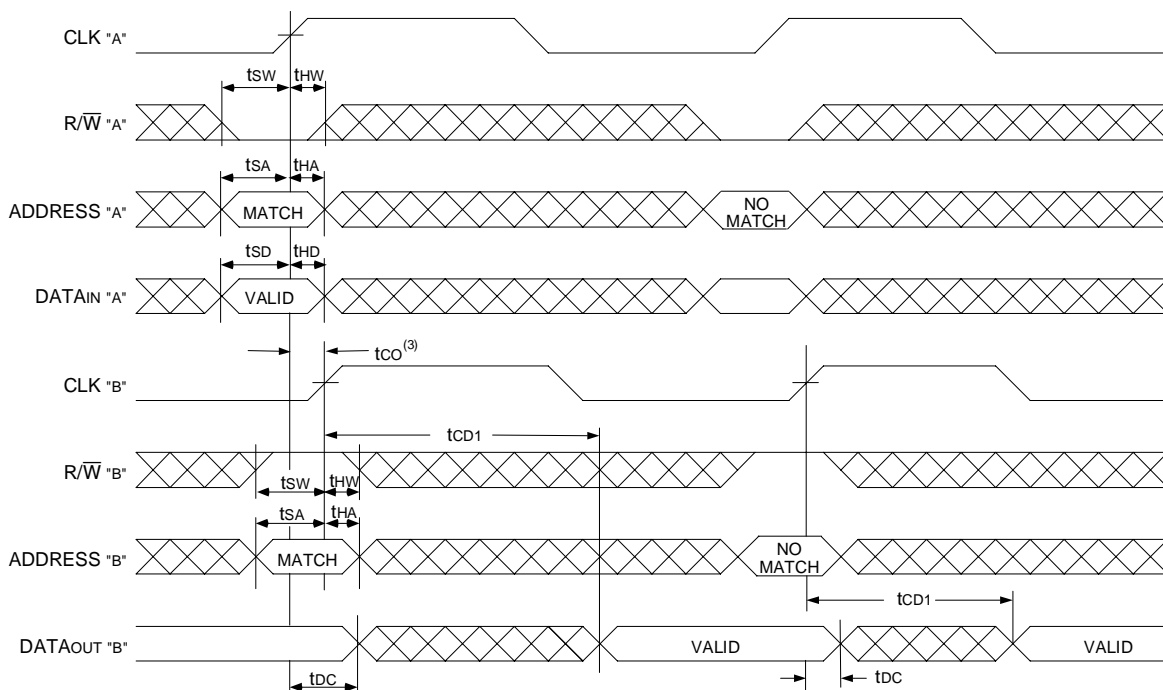 CLK "A"
tSW tHW
R/W̅ "A"
tSA tHA
ADDRESS "A" MATCH NO MATCH
tSD tHD
DATAIN "A" VALID
tCO(3)
CLK "B"
tCD1
R/W̅ "B"
tSW tHW
tSA tHA
ADDRESS "B" MATCH NO MATCH
tCD1
DATAOUT "B" VALID VALID
tDC tDC